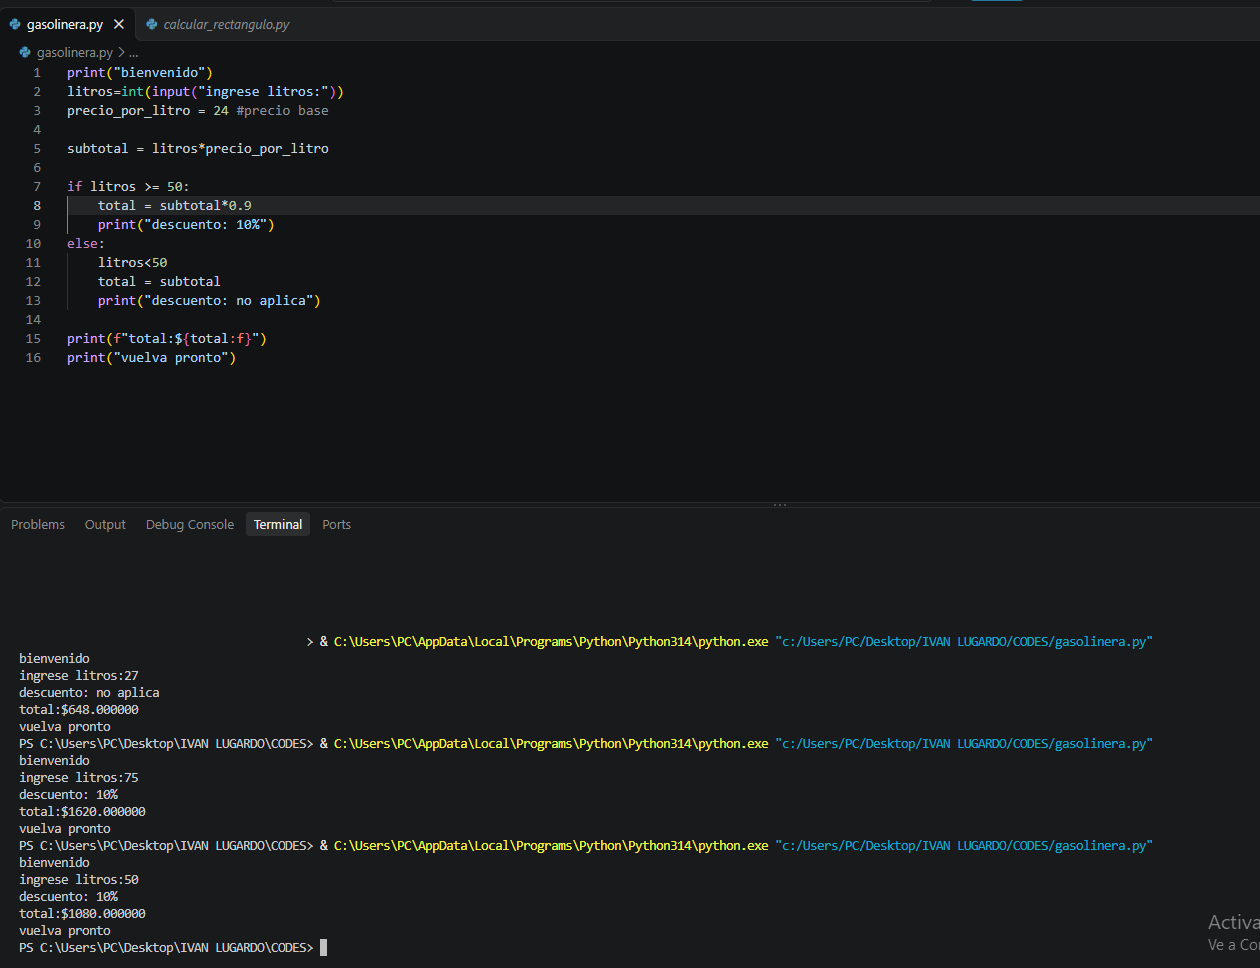 gasolinera.py
calcular_rectangulo.py
gasolinera.py > ...
1 print("bienvenido")
2 litros=int(input("ingrese litros:"))
3 precio_por_litro = 24 #precio base
4
5 subtotal = litros*precio_por_litro
6
7 if litros >= 50:
8     total = subtotal*0.9
9     print("descuento: 10%")
10 else:
11     litros<50
12     total = subtotal
13     print("descuento: no aplica")
14
15 print(f"total:${total:f}")
16 print("vuelva pronto")
Problems Output Debug Console Terminal Ports
> & C:\Users\PC\AppData\Local\Programs\Python\Python314\python.exe "c:/Users/PC/Desktop/IVAN LUGARDO/CODES/gasolinera.py"
bienvenido
ingrese litros:27
descuento: no aplica
total:$648.000000
vuelva pronto
PS C:\Users\PC\Desktop\IVAN LUGARDO\CODES> & C:\Users\PC\AppData\Local\Programs\Python\Python314\python.exe "c:/Users/PC/Desktop/IVAN LUGARDO/CODES/gasolinera.py"
bienvenido
ingrese litros:75
descuento: 10%
total:$1620.000000
vuelva pronto
PS C:\Users\PC\Desktop\IVAN LUGARDO\CODES> & C:\Users\PC\AppData\Local\Programs\Python\Python314\python.exe "c:/Users/PC/Desktop/IVAN LUGARDO/CODES/gasolinera.py"
bienvenido
ingrese litros:50
descuento: 10%
total:$1080.000000
vuelva pronto
PS C:\Users\PC\Desktop\IVAN LUGARDO\CODES>
Activa
Ve a Co